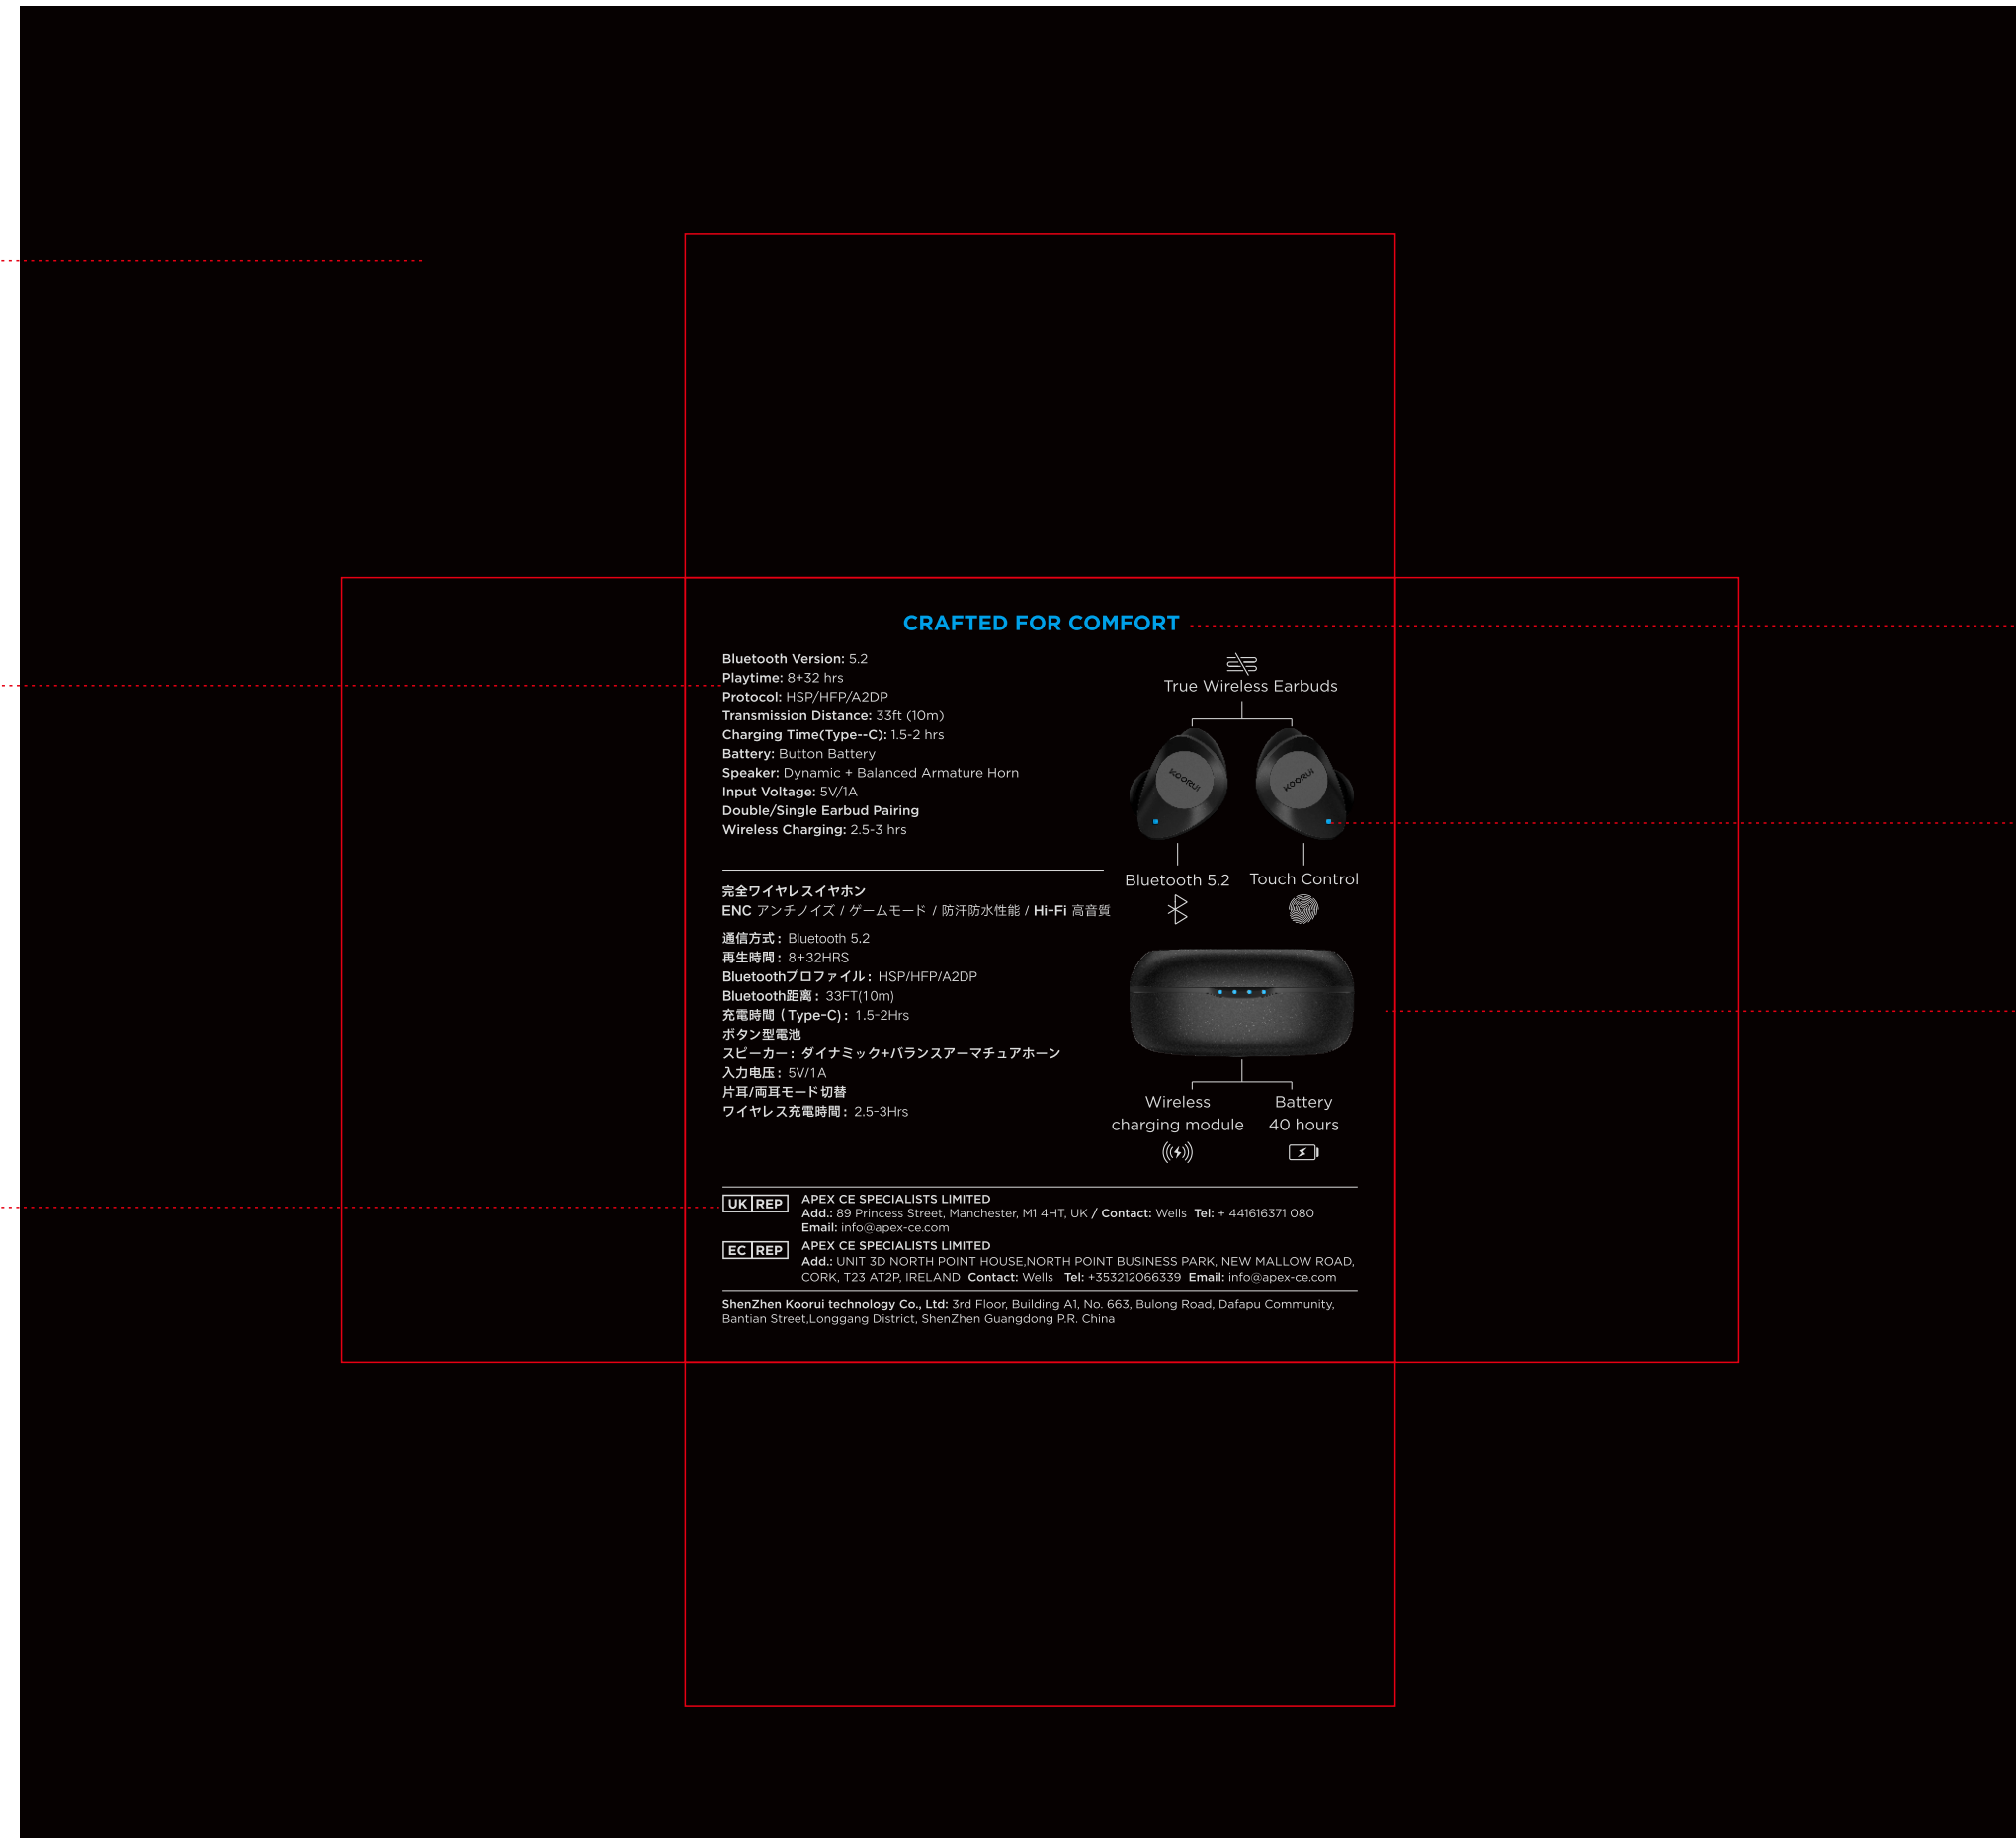 CRAFTED FOR COMFORT
Bluetooth Version: 5.2
Playtime: 8+32 hrs
Protocol: HSP/HFP/A2DP
Transmission Distance: 33ft (10m)
Charging Time(Type--C): 1.5-2 hrs
Battery: Button Battery
Speaker: Dynamic + Balanced Armature Horn
Input Voltage: 5V/1A
Double/Single Earbud Pairing
Wireless Charging: 2.5-3 hrs
完全ワイヤレスイヤホン
ENC アンチノイズ / ゲームモード / 防汗防水性能 / Hi-Fi 高音質
通信方式: Bluetooth 5.2
再生時間: 8+32HRS
Bluetoothプロファイル: HSP/HFP/A2DP
Bluetooth距离: 33FT(10m)
充電時間 (Type-C): 1.5-2Hrs
ボタン型電池
スピーカー: ダイナミック+バランスアーマチュアホーン
入力电压: 5V/1A
片耳/両耳モード切替
ワイヤレス充電時間: 2.5-3Hrs
True Wireless Earbuds
KOORUI
KOORUI
Bluetooth 5.2
Touch Control
Wireless
charging module
Battery
40 hours
UK REP
APEX CE SPECIALISTS LIMITED
Add.: 89 Princess Street, Manchester, M1 4HT, UK / Contact: Wells Tel: + 441616371 080
Email: info@apex-ce.com
EC REP
APEX CE SPECIALISTS LIMITED
Add.: UNIT 3D NORTH POINT HOUSE,NORTH POINT BUSINESS PARK, NEW MALLOW ROAD,
CORK, T23 AT2P, IRELAND Contact: Wells Tel: +353212066339 Email: info@apex-ce.com
ShenZhen Koorui technology Co., Ltd: 3rd Floor, Building A1, No. 663, Bulong Road, Dafapu Community,
Bantian Street,Longgang District, ShenZhen Guangdong P.R. China